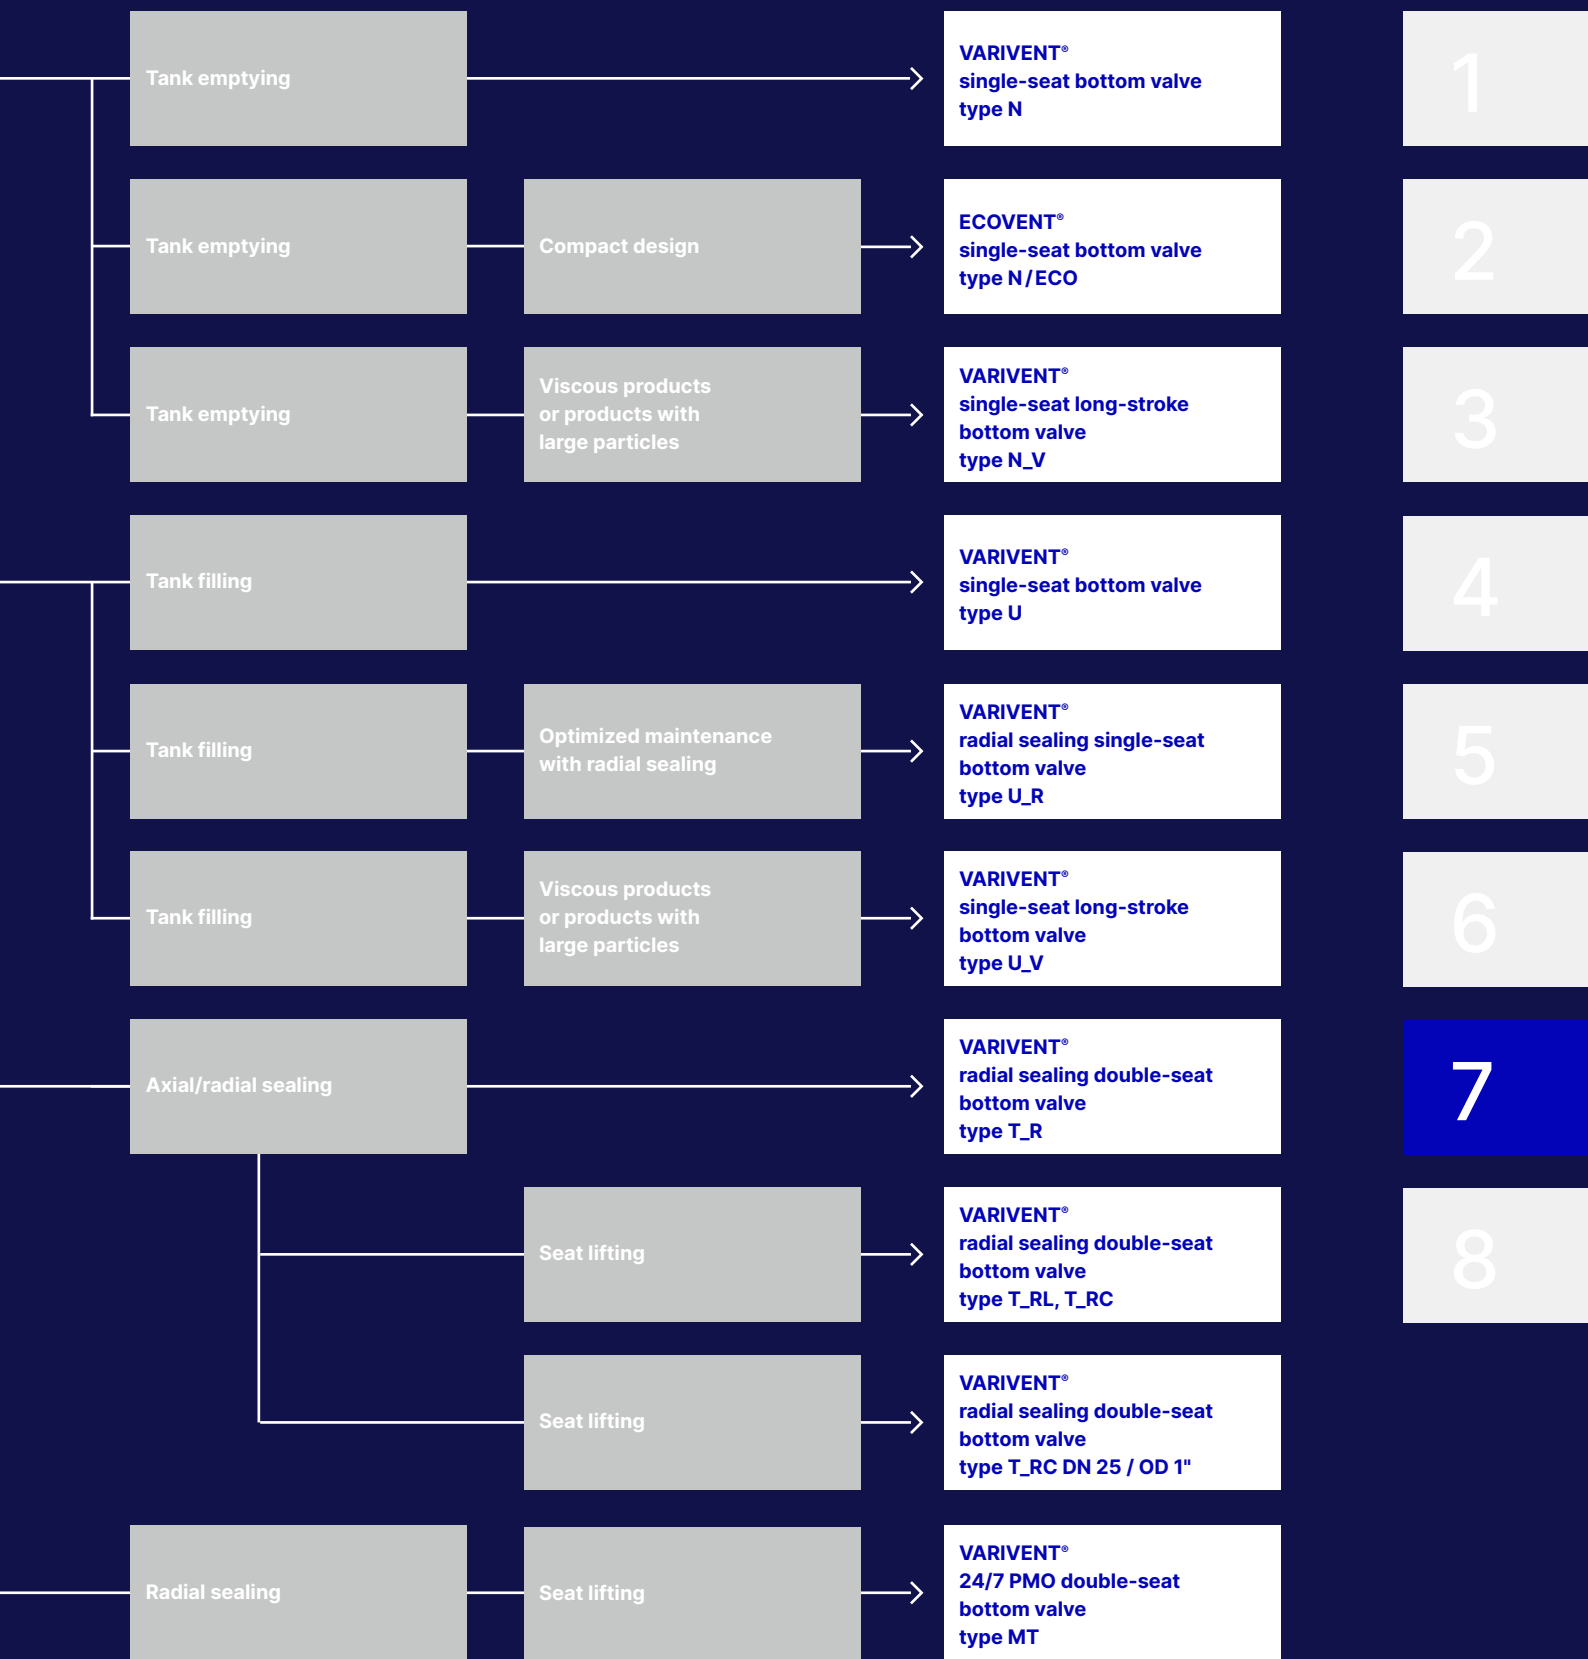 Tank emptying
VARIVENT®
single-seat bottom valve
type N
1
Tank emptying
Compact design
ECOVENT®
single-seat bottom valve
type N/ECO
2
Tank emptying
Viscous products
or products with
large particles
VARIVENT®
single-seat long-stroke
bottom valve
type N_V
3
Tank filling
VARIVENT®
single-seat bottom valve
type U
4
Tank filling
Optimized maintenance
with radial sealing
VARIVENT®
radial sealing single-seat
bottom valve
type U_R
5
Tank filling
Viscous products
or products with
large particles
VARIVENT®
single-seat long-stroke
bottom valve
type U_V
6
Axial/radial sealing
VARIVENT®
radial sealing double-seat
bottom valve
type T_R
7
Seat lifting
VARIVENT®
radial sealing double-seat
bottom valve
type T_RL, T_RC
8
Seat lifting
VARIVENT®
radial sealing double-seat
bottom valve
type T_RC DN 25 / OD 1"
Radial sealing
Seat lifting
VARIVENT®
24/7 PMO double-seat
bottom valve
type MT